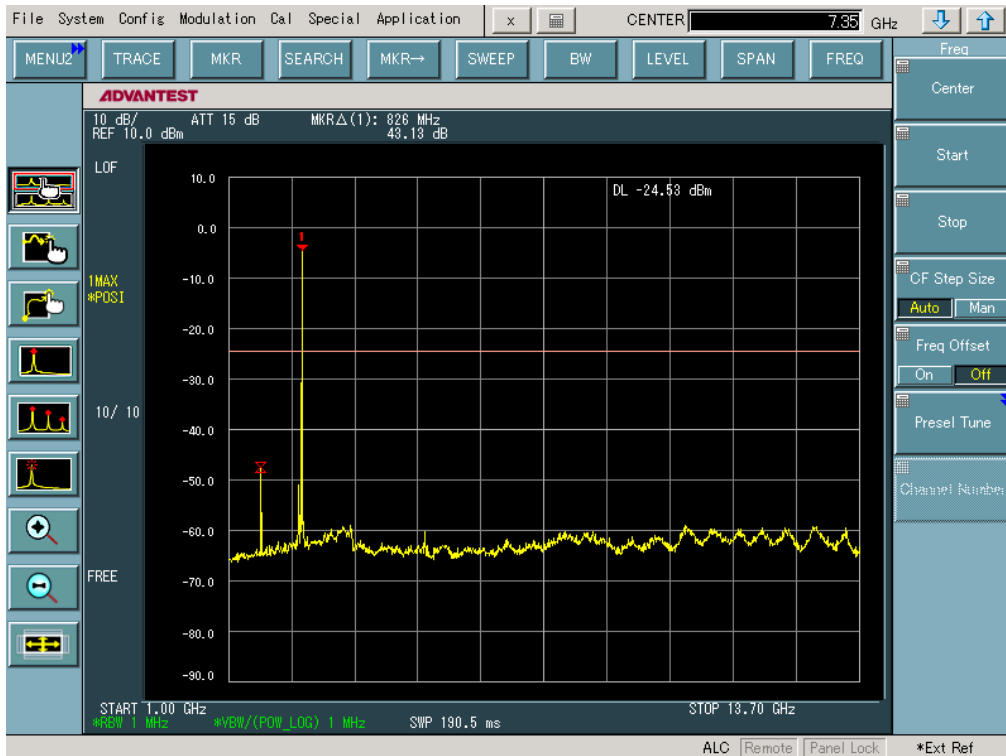 File System Config Modulation Cal Special Application x CENTER 7.35 GHz
MENU2 TRACE MKR SEARCH MKR→ SWEEP BW LEVEL SPAN FREQ
Freq
Center
Start
Stop
CF Step Size
Auto Man
Freq Offset
On Off
Presel Tune
Channel Number
ADVANTEST
10 dB/ ATT 15 dB MKRΔ(1): 826 MHz
REF 10.0 dBm 43.13 dB
LOF
DL -24.53 dBm
10.0
0.0
1
1MAX
*POSI
-10.0
-20.0
-30.0
10/ 10
-40.0
-50.0
-60.0
FREE
-70.0
-80.0
-90.0
START 1.00 GHz STOP 13.70 GHz
*RBW 1 MHz *VBW/(POW_LOG) 1 MHz SWP 190.5 ms
ALC Remote Panel Lock *Ext Ref